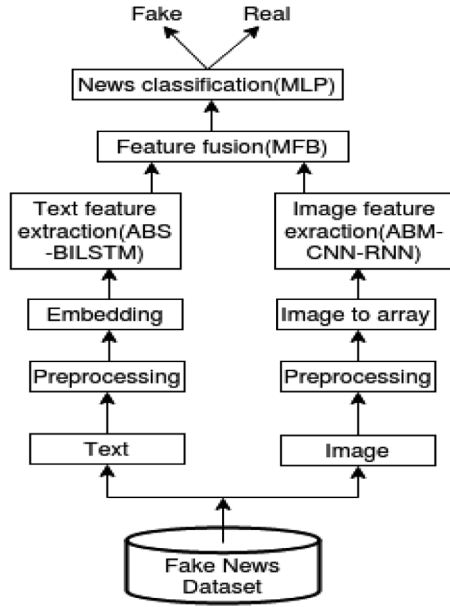 Fake Real
News classification(MLP)
Feature fusion(MFB)
Text feature
extraction(ABS
-BILSTM)
Image feature
exraction(ABM-
CNN-RNN)
Embedding
Image to array
Preprocessing
Preprocessing
Text
Image
Fake News
Dataset